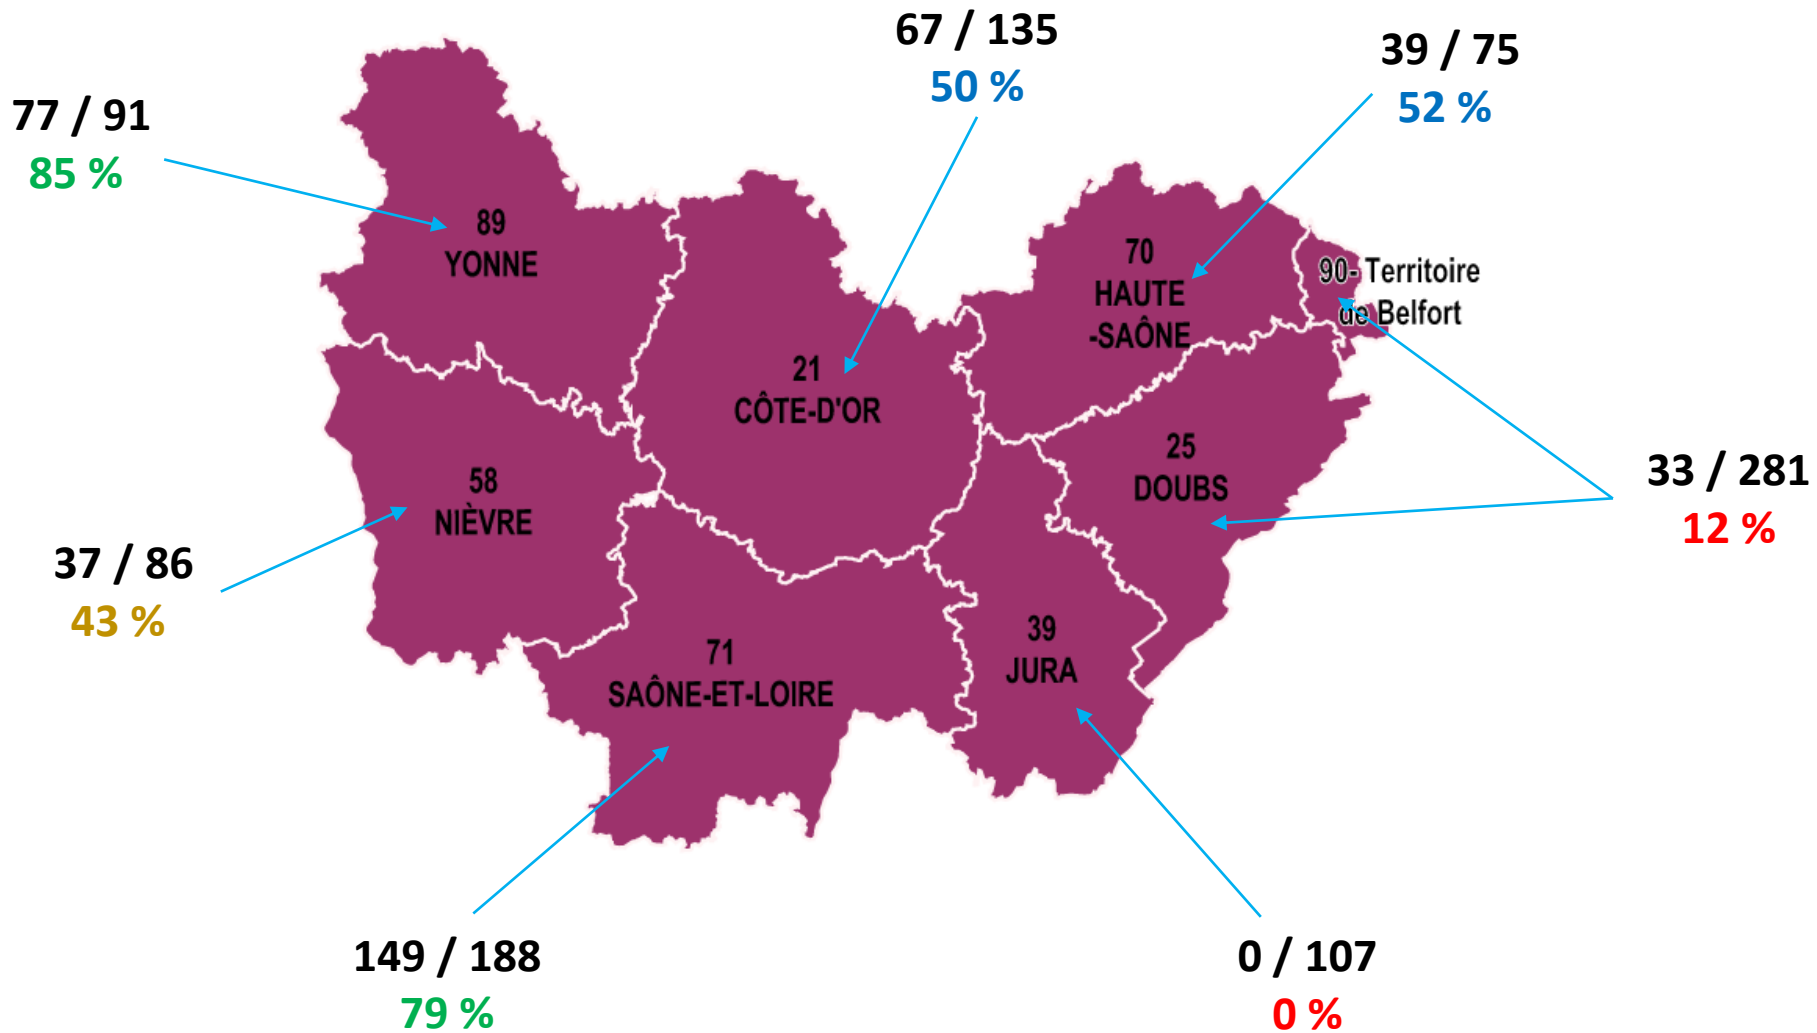 67 / 135
50 %
39 / 75
52 %
77 / 91
85 %
89
YONNE
70
HAUTE
-SAÔNE
90- Territoire
de Belfort
21
CÔTE-D'OR
25
DOUBS
33 / 281
12 %
58
NIÈVRE
37 / 86
43 %
39
JURA
71
SAÔNE-ET-LOIRE
149 / 188
79 %
0 / 107
0 %